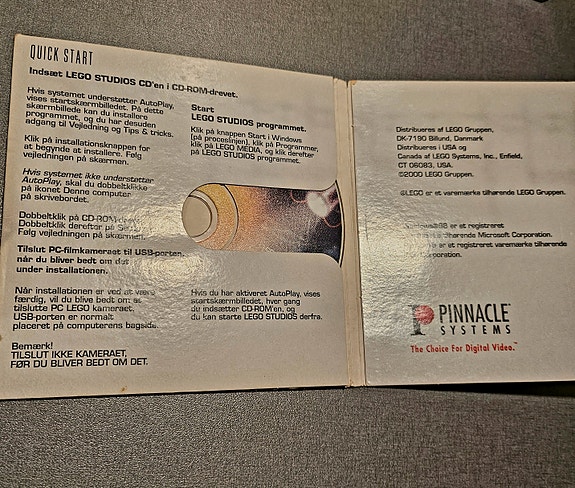 QUICK START
Indsæt LEGO STUDIOS CD'en i CD-ROM-drevet.
Hvis systemet understøtter AutoPlay,
vises startskærmbilledet. På dette
skærmbillede kan du installere
programmet, og du har desuden
adgang til Vejledning og Tips & tricks.
Klik på installationsknappen for
at begynde at installere. Følg
vejledningen på skærmen.
Hvis systemet ikke understøtter
AutoPlay, skal du dobbeltklikke
på ikonet Denne computer
på skrivebordet.
Dobbeltklik på CD-ROM-drevet.
Dobbeltklik derefter på
Følg vejledningen på skærmen.
Tilslut PC-filmkameraet til USB-porten,
når du bliver bedt om det
under installationen.
Når installationen er ved at være
færdig, vil du blive bedt om at
tilslutte PC LEGO kameraet.
USB-porten er normalt
placeret på computerens bagside.
Bemærk!
TILSLUT IKKE KAMERAET,
FØR DU BLIVER BEDT OM DET.
Start
LEGO STUDIOS programmet.
Klik på knappen Start i Windows
(på proceslinjen), klik på Programmer,
klik på LEGO MEDIA, og klik derefter
på LEGO STUDIOS programmet.
Hvis du har aktiveret AutoPlay, vises
startskærmbilledet, hver gang
du indsætter CD-ROM'en, og
du kan starte LEGO STUDIOS derfra.
Distribueres af LEGO Gruppen,
DK-7190 Billund, Danmark
Distribueres i USA og
Canada af LEGO Systems, Inc., Enfield,
CT 06083, USA.
©2000 LEGO Gruppen.
®LEGO er et varemærke tilhørende LEGO Gruppen.
er et registreret
varemærke tilhørende Microsoft Corporation.
er et registreret varemærke tilhørende
Corporation.
PINNACLE
SYSTEMS
The Choice For Digital Video.™